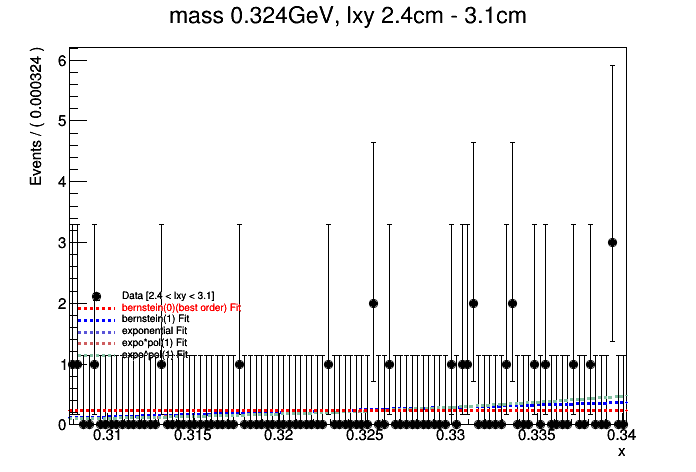 mass 0.324GeV, lxy 2.4cm - 3.1cm
Events / ( 0.000324 )
6
5
4
3
2
1
0
Data [2.4 < lxy < 3.1]
bernstein(0)(best order) Fit
bernstein(1) Fit
exponential Fit
expo*pol(1) Fit
expo*pol(1) Fit
0.31 0.315 0.32 0.325 0.33 0.335 0.34
x